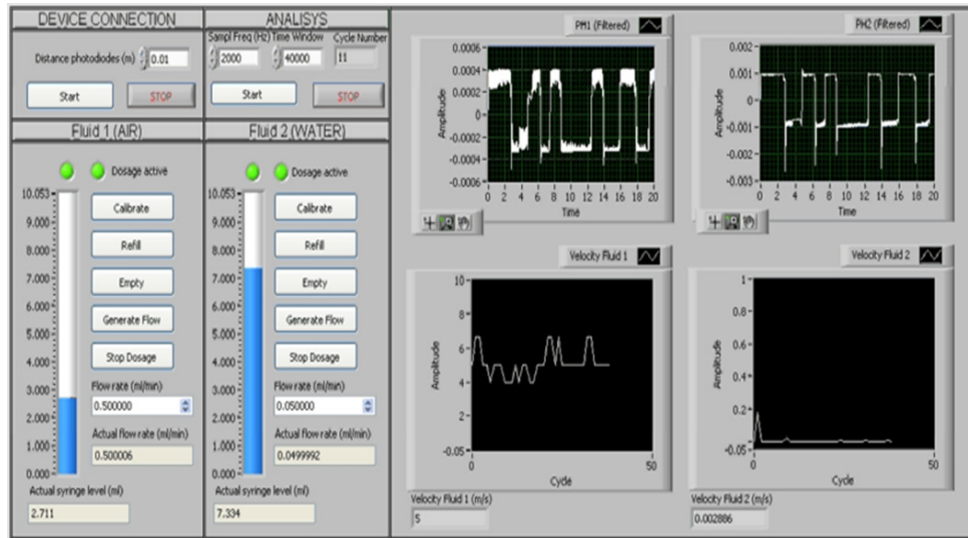 DEVICE CONNECTION
Distance photodiodes (m) 0.01
Start STOP
ANALISYS
Sampl Freq (Hz) Time Window Cycle Number
2000 40000 11
Start STOP
Fluid 1 (AIR)
Dosage active
10.053
9.000
8.000
7.000
6.000
5.000
4.000
3.000
2.000
1.000
0.000
Calibrate
Refill
Empty
Generate Flow
Stop Dosage
Flow rate (ml/min)
0.500000
Actual flow rate (ml/min)
0.500006
Actual syringe level (ml)
2.711
Fluid 2 (WATER)
Dosage active
10.053
9.000
8.000
7.000
6.000
5.000
4.000
3.000
2.000
1.000
0.000
Calibrate
Refill
Empty
Generate Flow
Stop Dosage
Flow rate (ml/min)
0.050000
Actual flow rate (ml/min)
0.0499992
Actual syringe level (ml)
7.334
PM1 (Filtered)
Amplitude
0.0006
0.0004
0.0002
0
-0.0002
-0.0004
-0.0006
0 2 4 6 8 10 12 14 16 18 20
Time
PH2 (Filtered)
Amplitude
0.002
0.001
0
-0.001
-0.002
-0.003
0 2 4 6 8 10 12 14 16 18 20
Time
Velocity Fluid 1
Amplitude
10
8
6
4
2
-0.05
0 50
Cycle
Velocity Fluid 1 (m/s)
5
Velocity Fluid 2
Amplitude
1
0.8
0.6
0.4
0.2
-0.05
0 50
Cycle
Velocity Fluid 2 (m/s)
0.002886